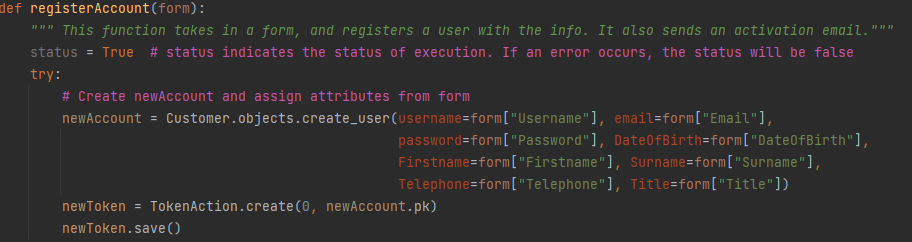 def registerAccount(form):
    """ This function takes in a form, and registers a user with the info. It also sends an activation email."""
    status = True  # status indicates the status of execution. If an error occurs, the status will be false
    try:
        # Create newAccount and assign attributes from form
        newAccount = Customer.objects.create_user(username=form["Username"], email=form["Email"],
                                                  password=form["Password"], DateOfBirth=form["DateOfBirth"],
                                                  Firstname=form["Firstname"], Surname=form["Surname"],
                                                  Telephone=form["Telephone"], Title=form["Title"])
        newToken = TokenAction.create(0, newAccount.pk)
        newToken.save()